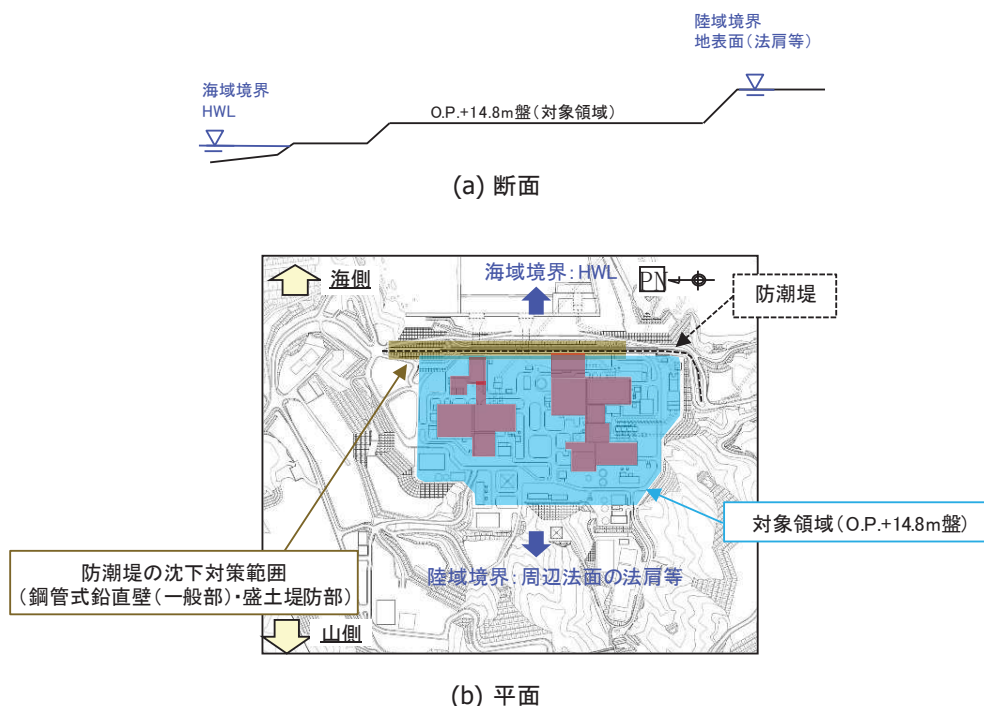 陸域境界
地表面(法肩等)
海域境界
HWL
O.P.+14.8m盤(対象領域)
(a) 断面
海側
海域境界:HWL
PN
防潮堤
対象領域(O.P.+14.8m盤)
防潮堤の沈下対策範囲
(鋼管式鉛直壁(一般部)・盛土堤防部)
陸域境界:周辺法面の法肩等
山側
(b) 平面